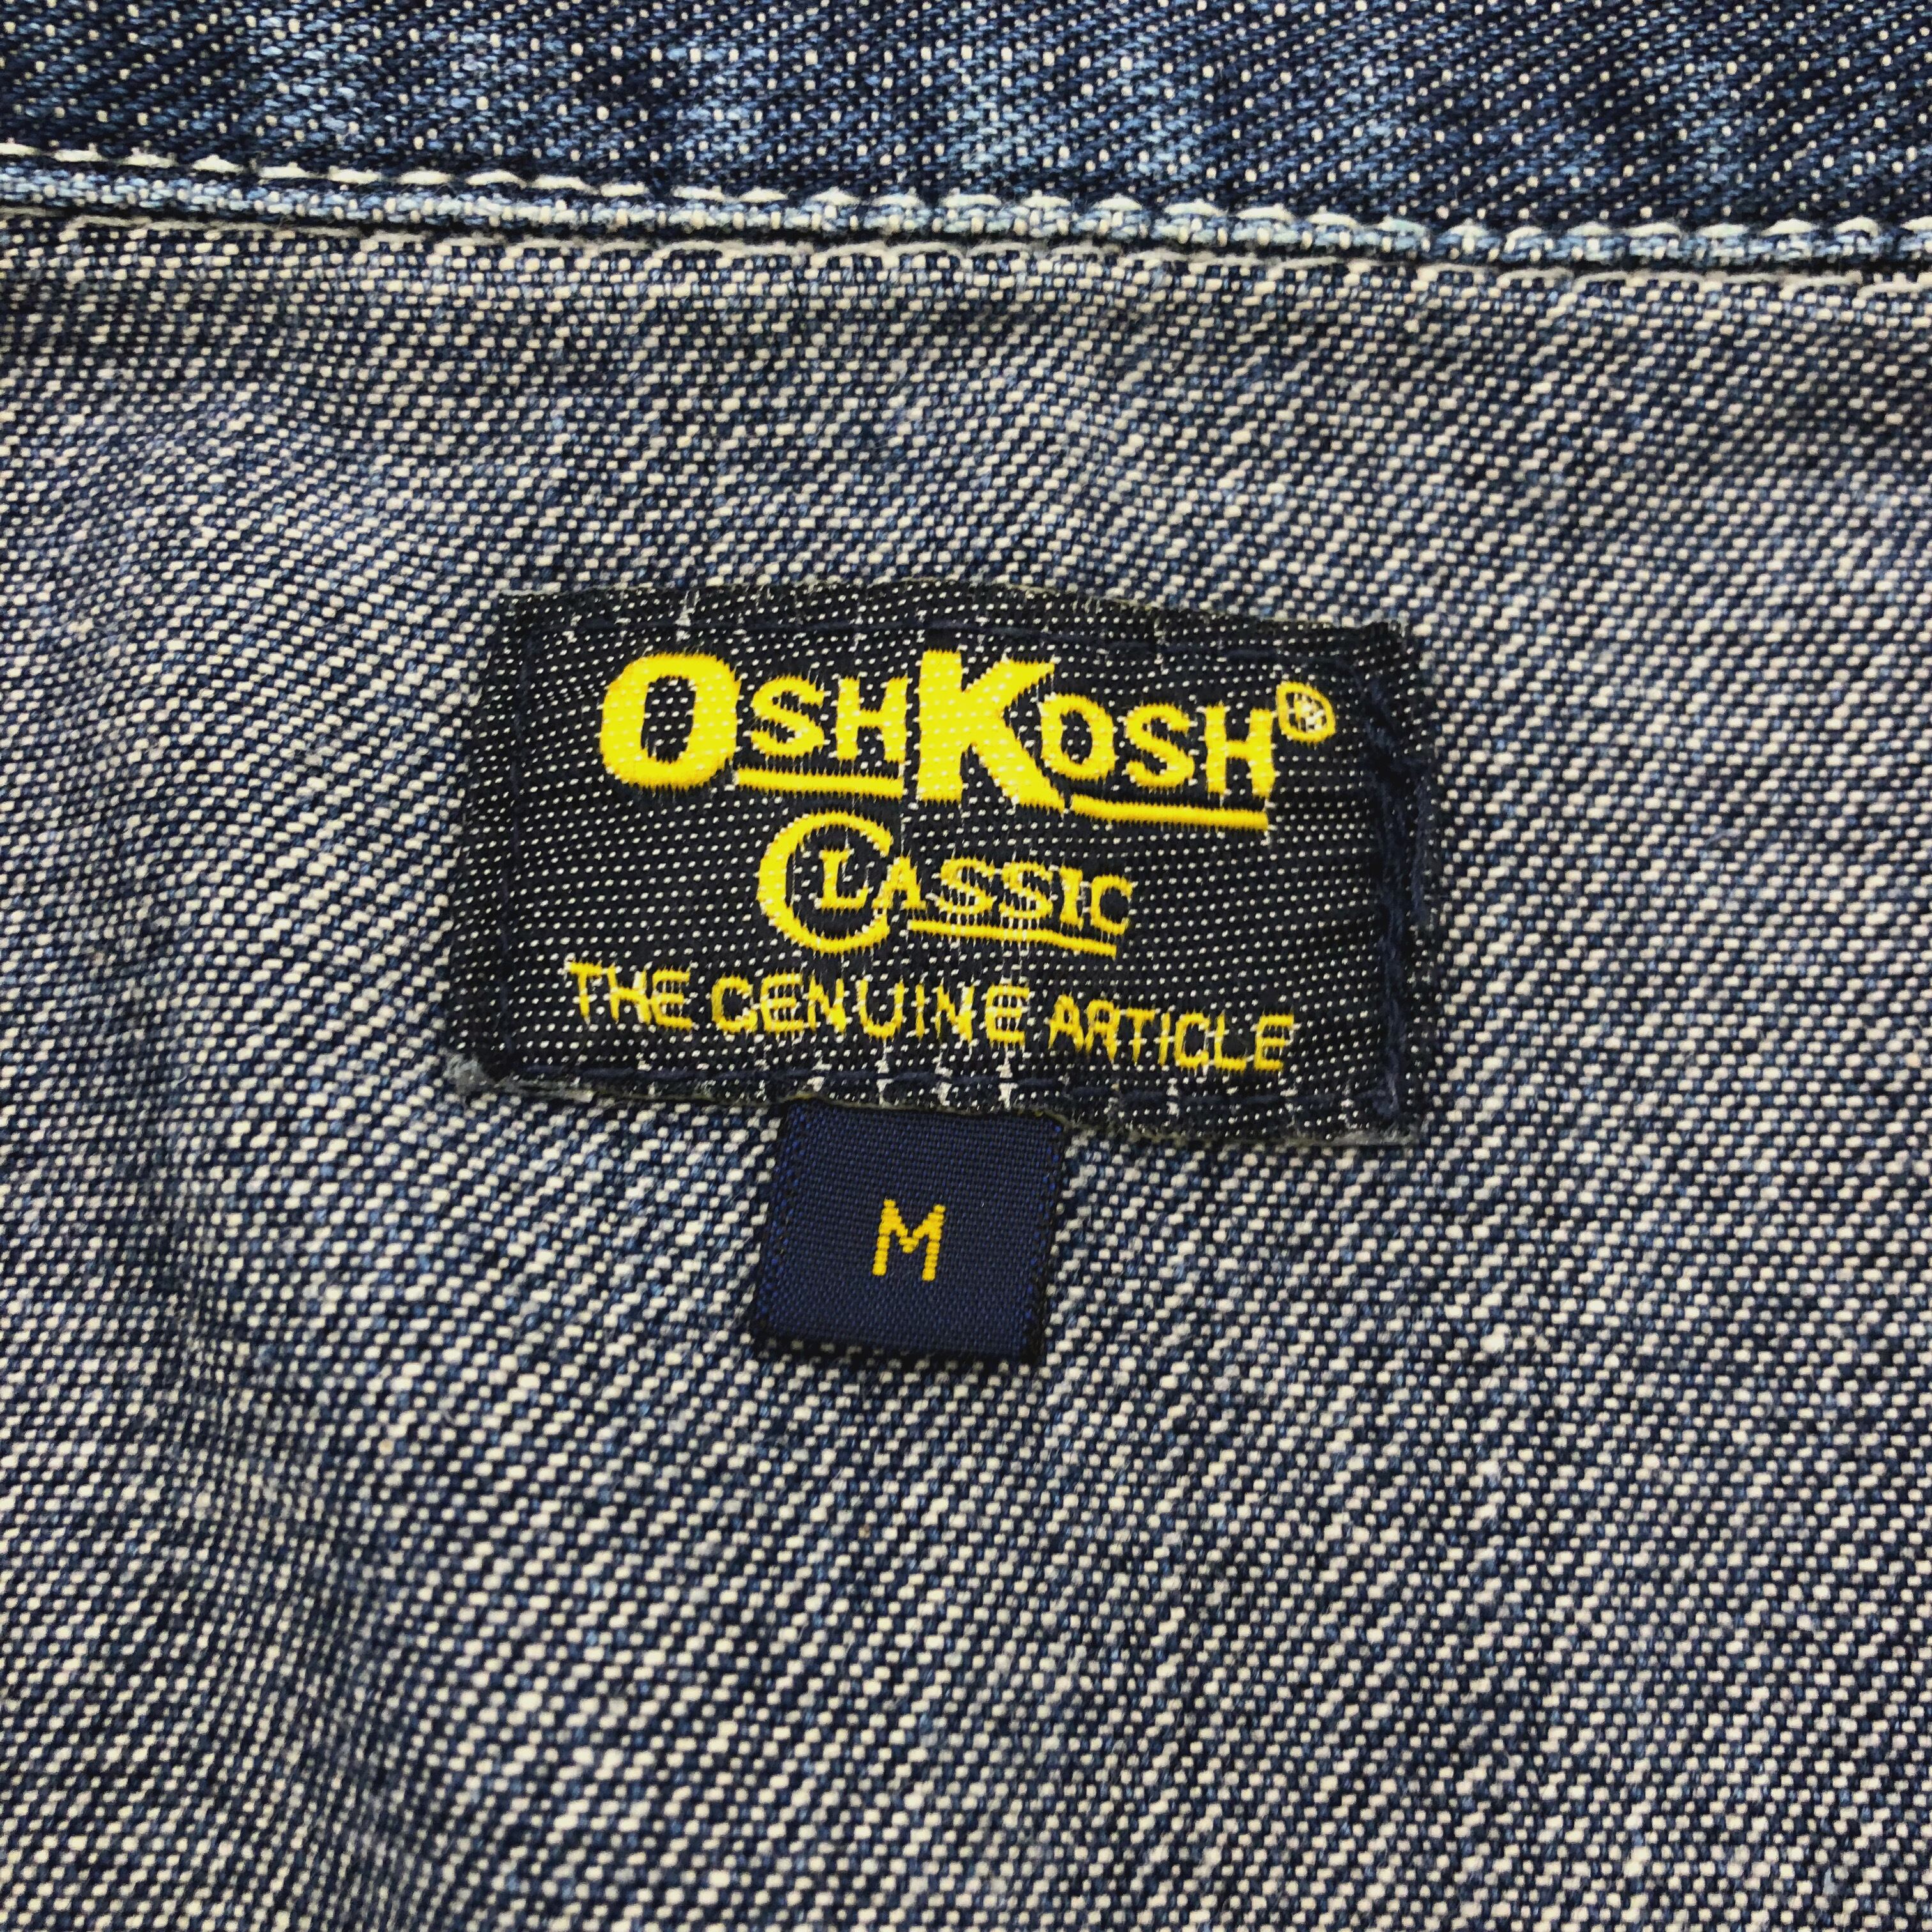 OSHKOSH®
CLASSIC
THE GENUINE ARTICLE
M